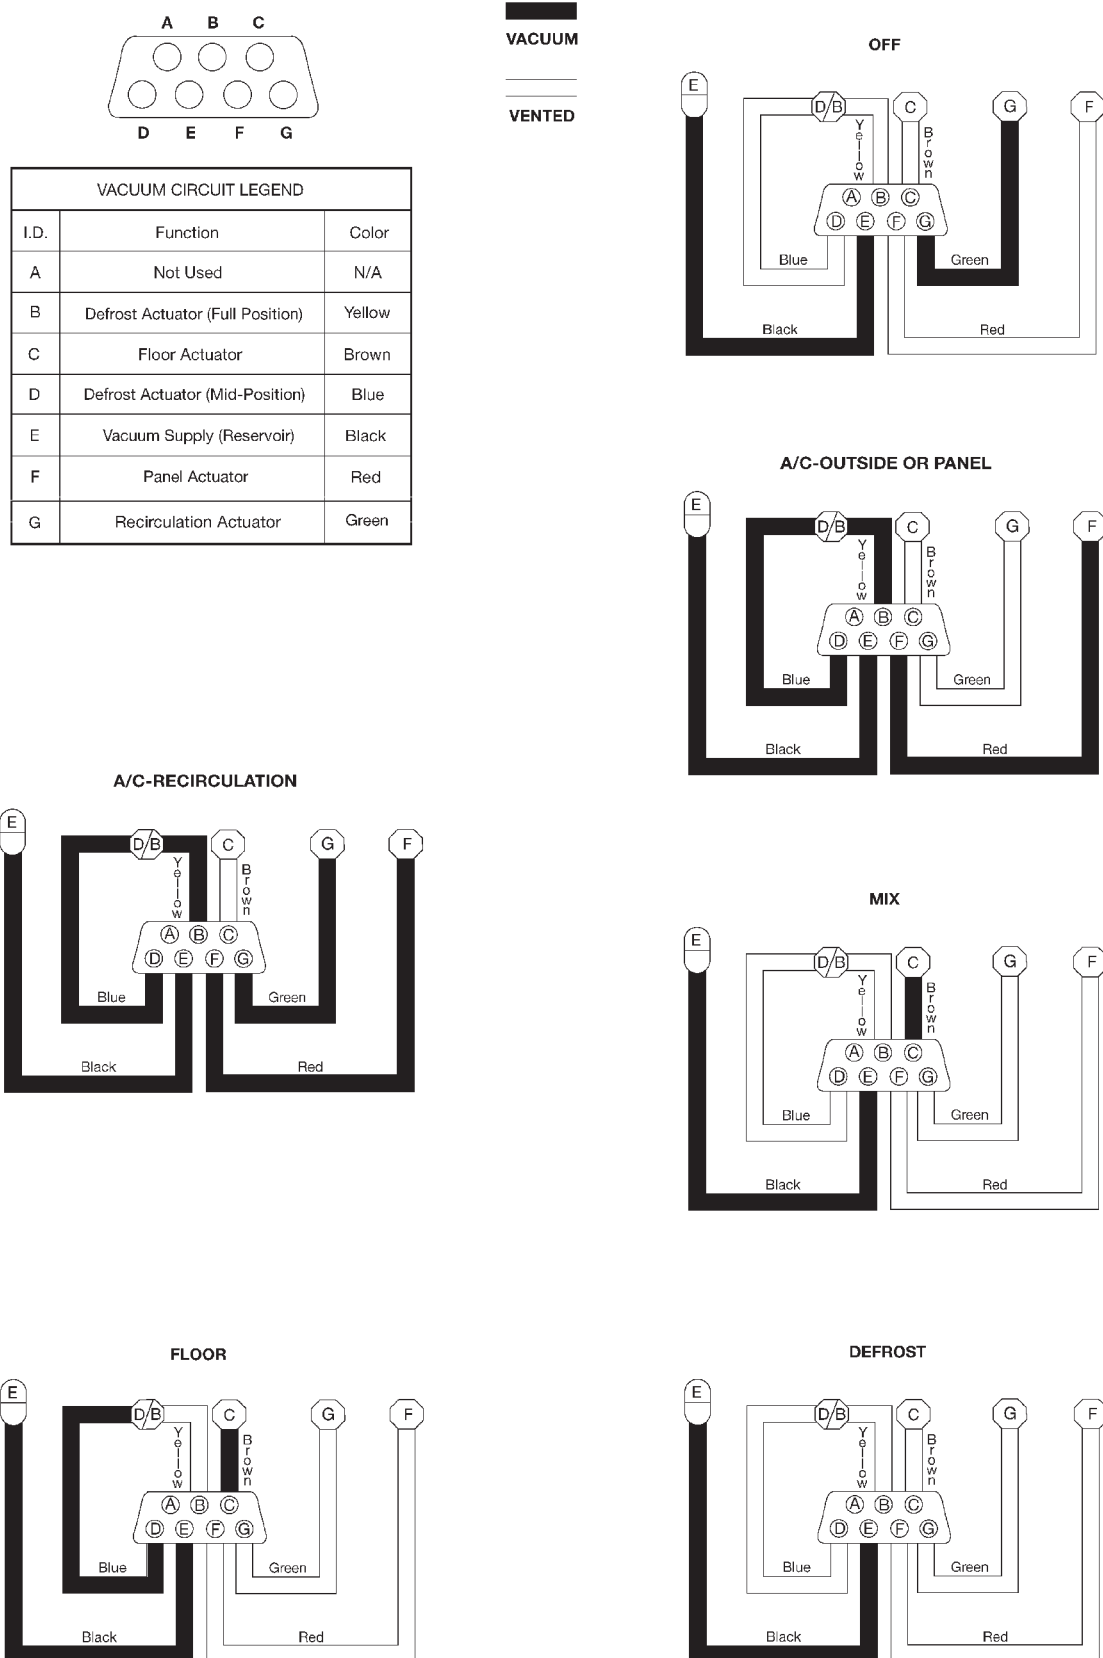 A B C
D E F G
VACUUM CIRCUIT LEGEND
I.D. Function Color
A Not Used N/A
B Defrost Actuator (Full Position) Yellow
C Floor Actuator Brown
D Defrost Actuator (Mid-Position) Blue
E Vacuum Supply (Reservoir) Black
F Panel Actuator Red
G Recirculation Actuator Green
VACUUM
VENTED
OFF
E D/B C G F
Yellow
Brown
A B C
D E F G
Blue Green
Black Red
A/C-OUTSIDE OR PANEL
E D/B C G F
Yellow
Brown
A B C
D E F G
Blue Green
Black Red
A/C-RECIRCULATION
E D/B C G F
Yellow
Brown
A B C
D E F G
Blue Green
Black Red
MIX
E D/B C G F
Yellow
Brown
A B C
D E F G
Blue Green
Black Red
FLOOR
E D/B C G F
Yellow
Brown
A B C
D E F G
Blue Green
Black Red
DEFROST
E D/B C G F
Yellow
Brown
A B C
D E F G
Blue Green
Black Red